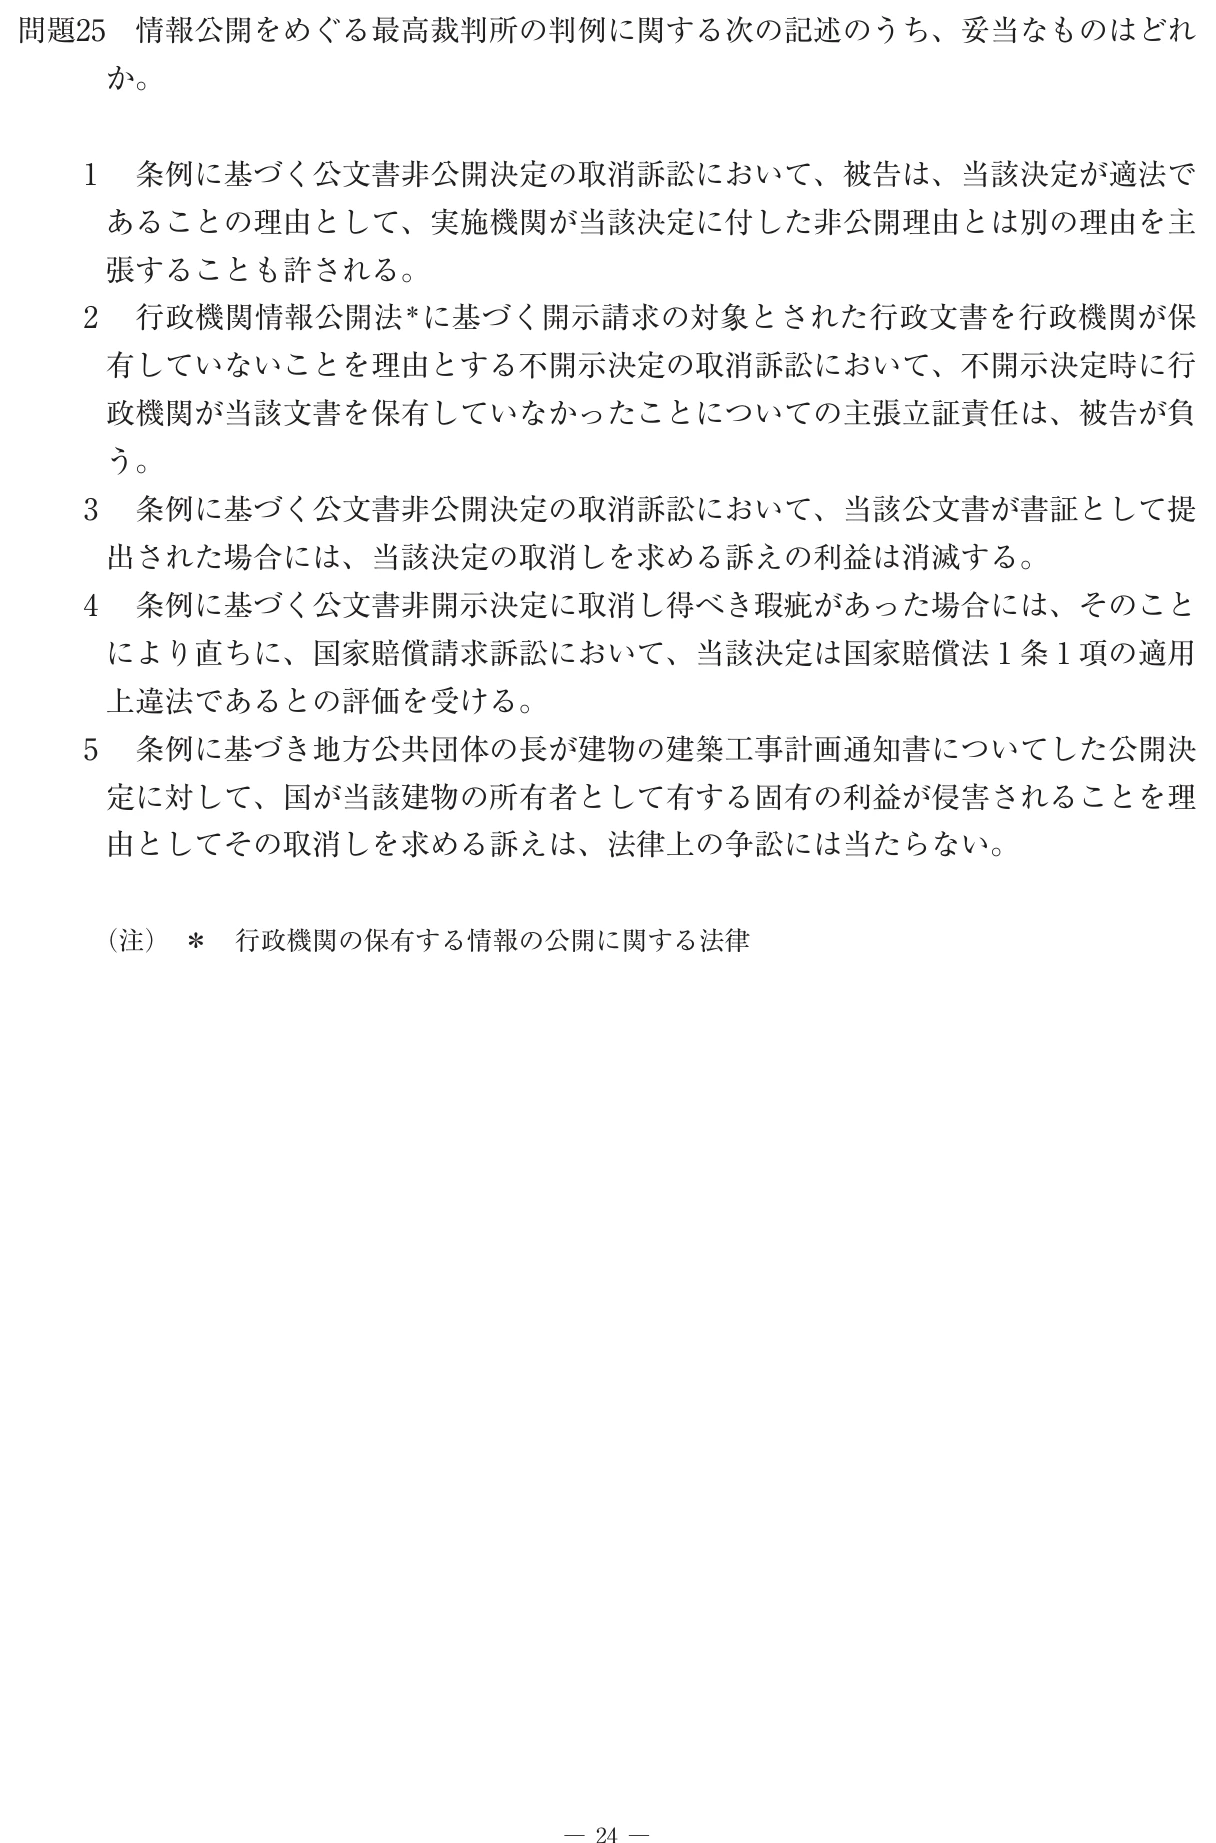 問題25　情報公開をめぐる最高裁判所の判例に関する次の記述のうち、妥当なものはどれ
か。
1　条例に基づく公文書非公開決定の取消訴訟において、被告は、当該決定が適法で
あることの理由として、実施機関が当該決定に付した非公開理由とは別の理由を主
張することも許される。
2　行政機関情報公開法*に基づく開示請求の対象とされた行政文書を行政機関が保
有していないことを理由とする不開示決定の取消訴訟において、不開示決定時に行
政機関が当該文書を保有していなかったことについての主張立証責任は、被告が負
う。
3　条例に基づく公文書非公開決定の取消訴訟において、当該公文書が書証として提
出された場合には、当該決定の取消しを求める訴えの利益は消滅する。
4　条例に基づく公文書非開示決定に取消し得べき瑕疵があった場合には、そのこと
により直ちに、国家賠償請求訴訟において、当該決定は国家賠償法１条１項の適用
上違法であるとの評価を受ける。
5　条例に基づき地方公共団体の長が建物の建築工事計画通知書についてした公開決
定に対して、国が当該建物の所有者として有する固有の利益が侵害されることを理
由としてその取消しを求める訴えは、法律上の争訟には当たらない。
（注）　＊　行政機関の保有する情報の公開に関する法律
― 24 ―